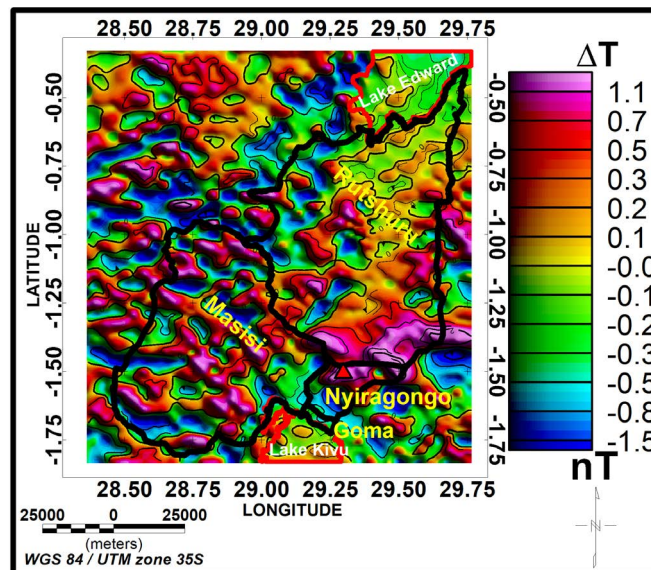 28.50 28.75 29.00 29.25 29.50 29.75
ΔT
-0.50
-0.75
-1.00
-1.25
-1.50
-1.75
LATITUDE
Lake Edward
Rutshuru
Masisi
Nyiragongo
Goma
Lake Kivu
-0.50
-0.75
-1.00
-1.25
-1.50
-1.75
1.1
0.7
0.5
0.3
0.2
0.1
-0.0
-0.1
-0.2
-0.3
-0.5
-0.8
-1.5
nT
28.50 28.75 29.00 29.25 29.50 29.75
LONGITUDE
25000 0 25000
(meters)
WGS 84 / UTM zone 35S
N